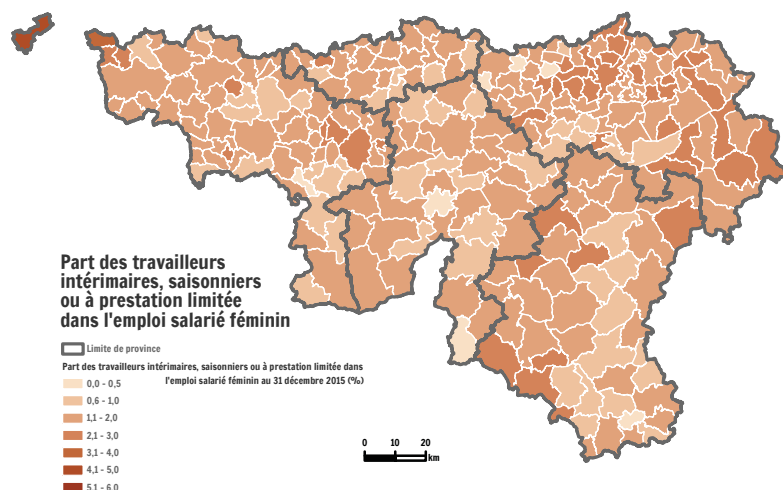 Part des travailleurs
intérimaires, saisonniers
ou à prestation limitée
dans l'emploi salarié féminin
Limite de province
Part des travailleurs intérimaires, saisonniers ou à prestation limitée dans
l'emploi salarié féminin au 31 décembre 2015 (%)
0,0 - 0,5
0,6 - 1,0
1,1 - 2,0
2,1 - 3,0
3,1 - 4,0
4,1 - 5,0
5,1 - 6,0
0 10 20
km